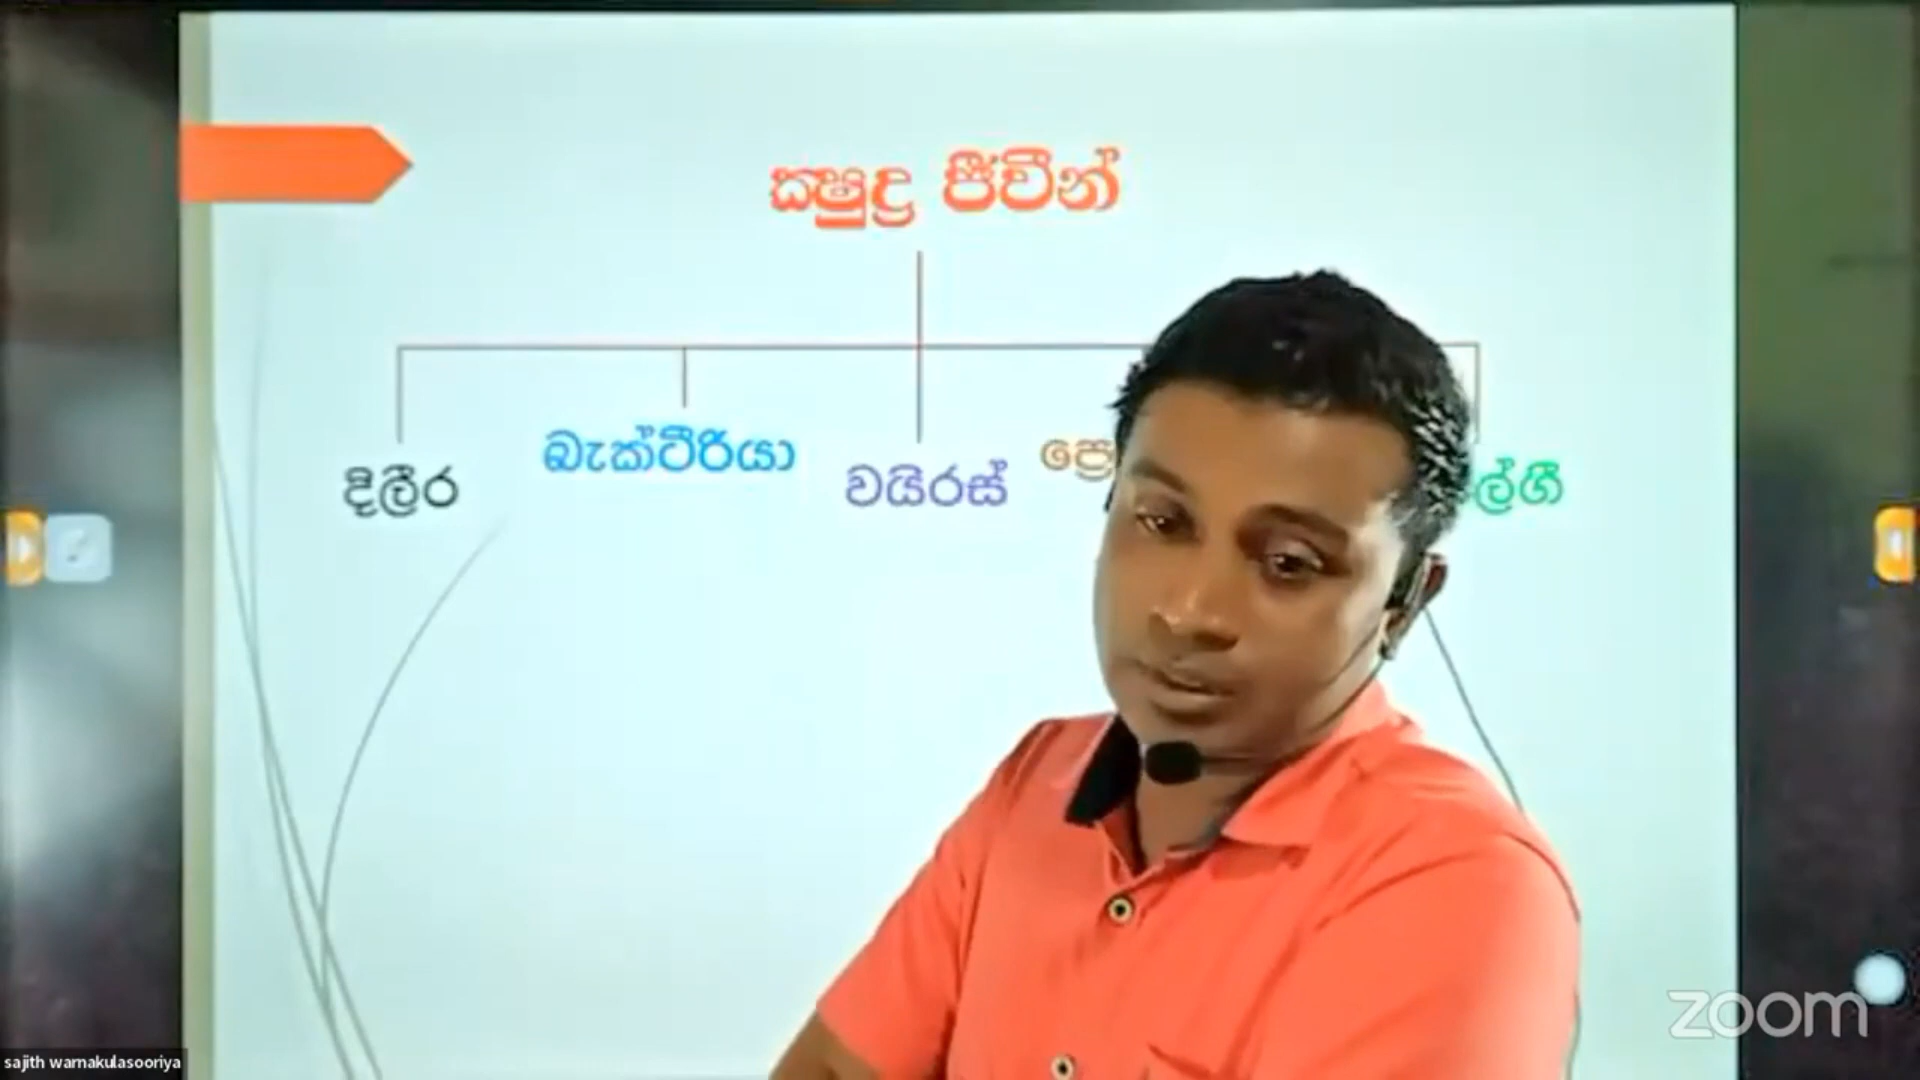 ක්ෂුද්‍ර ජීවීන්
දිලීර
බැක්ටීරියා
වයිරස්
zoom
sajith warnakulasooriya